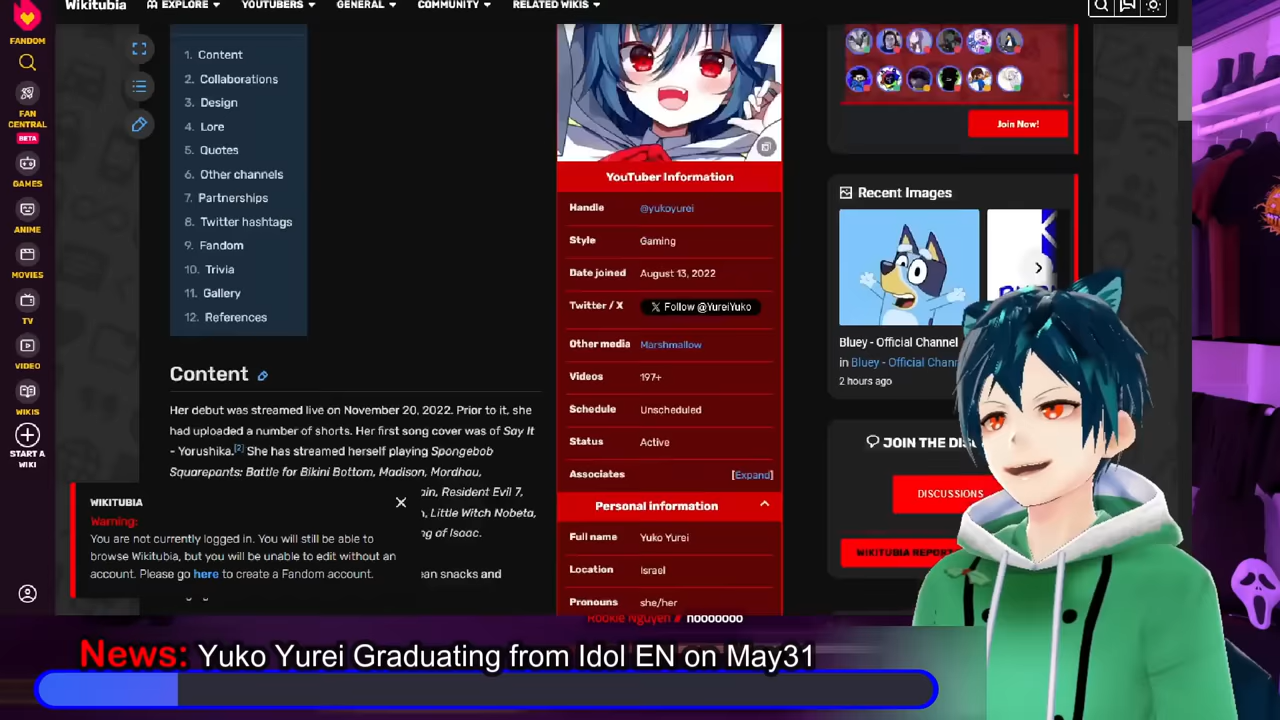 Wikitubia
EXPLORE
YOUTUBERS
GENERAL
COMMUNITY
RELATED WIKIS
FANDOM
FAN
CENTRAL
BETA
GAMES
ANIME
MOVIES
TV
VIDEO
WIKIS
START A
WIKI
1. Content
2. Collaborations
3. Design
4. Lore
5. Quotes
6. Other channels
7. Partnerships
8. Twitter hashtags
9. Fandom
10. Trivia
11. Gallery
12. References
Content
Her debut was streamed live on November 20, 2022. Prior to it, she
had uploaded a number of shorts. Her first song cover was of Say It
- Yorushika.[2] She has streamed herself playing Spongebob
Squarepants: Battle for Bikini Bottom, Madison, Mordhau,
ain, Resident Evil 7,
, Little Witch Nobeta,
ng of Isaac.
ean snacks and
WIKITUBIA
Warning:
You are not currently logged in. You will still be able to
browse Wikitubia, but you will be unable to edit without an
account. Please go here to create a Fandom account.
YouTuber Information
Handle @yukoyurei
Style Gaming
Date joined August 13, 2022
Twitter / X Follow @YureiYuko
Other media Marshmallow
Videos 197+
Schedule Unscheduled
Status Active
Associates [Expand]
Personal information
Full name Yuko Yurei
Location Israel
Pronouns she/her
Join Now!
Recent Images
Bluey - Official Channel
in Bluey - Official Chann
2 hours ago
JOIN THE DIS
DISCUSSIONS
WIKITUBIA REPORT
Rookie Nguyen // nooooooo
News: Yuko Yurei Graduating from Idol EN on May31